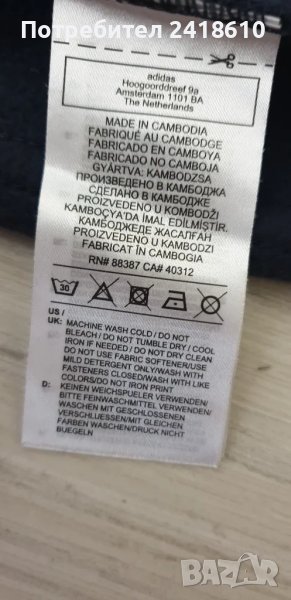 Потребител 2418610
adidas
Hoogoorddreef 9a
Amsterdam 1101 BA
The Netherlands
MADE IN CAMBODIA
FABRIQUÉ AU CAMBODGE
FABRICADO EN CAMBOYA
FABRICADO NO CAMBOJA
GYÁRTVA: KAMBODZSA
ПРОИЗВЕДЕНО В КАМБОДЖА
СДЕЛАНО В КАМБОДЖЕ
PROIZVEDENO U KOMBODŽI
KAMBOÇYA'DA İMAL EDİLMİŞTİR.
КАМБОДЖЕДЕ ЖАСАЛҒАН
PROIZVEDENO U KAMBODZI
FABRICAT ÎN CAMBOGIA
RN# 88387 CA# 40312
30
US /
UK: MACHINE WASH COLD / DO NOT
BLEACH / DO NOT TUMBLE DRY / COOL
IRON IF NEEDED / DO NOT DRY CLEAN
DO NOT USE FABRIC SOFTENER/USE
MILD DETERGENT ONLY/WASH WITH
FASTENERS CLOSED/WASH WITH LIKE
COLORS/DO NOT IRON PRINT
D: KEINEN WEICHSPUELER VERWENDEN/
BITTE FEINWASCHMITTEL VERWENDEN/
WASCHEN MIT GESCHLOSSENEN
VERSCHLUESSEN/MIT GLEICHEN
FARBEN WASCHEN/DRUCK NICHT
BUEGELN
BAZAR